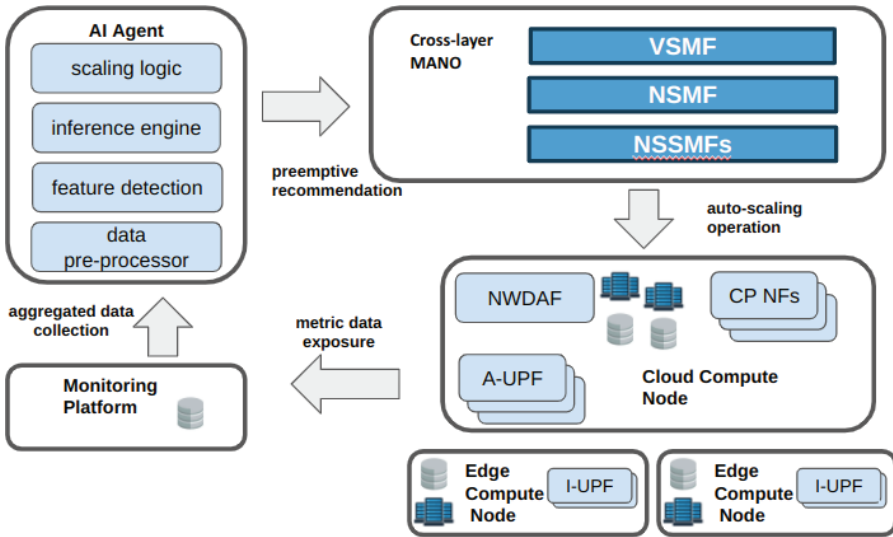 AI Agent
scaling logic
inference engine
feature detection
data
pre-processor
preemptive
recommendation
Cross-layer
MANO
VSMF
NSMF
NSSMFs
auto-scaling
operation
NWDAF
CP NFs
A-UPF
Cloud Compute
Node
metric data
exposure
aggregated data
collection
Monitoring
Platform
Edge
Compute
Node
I-UPF
Edge
Compute
Node
I-UPF